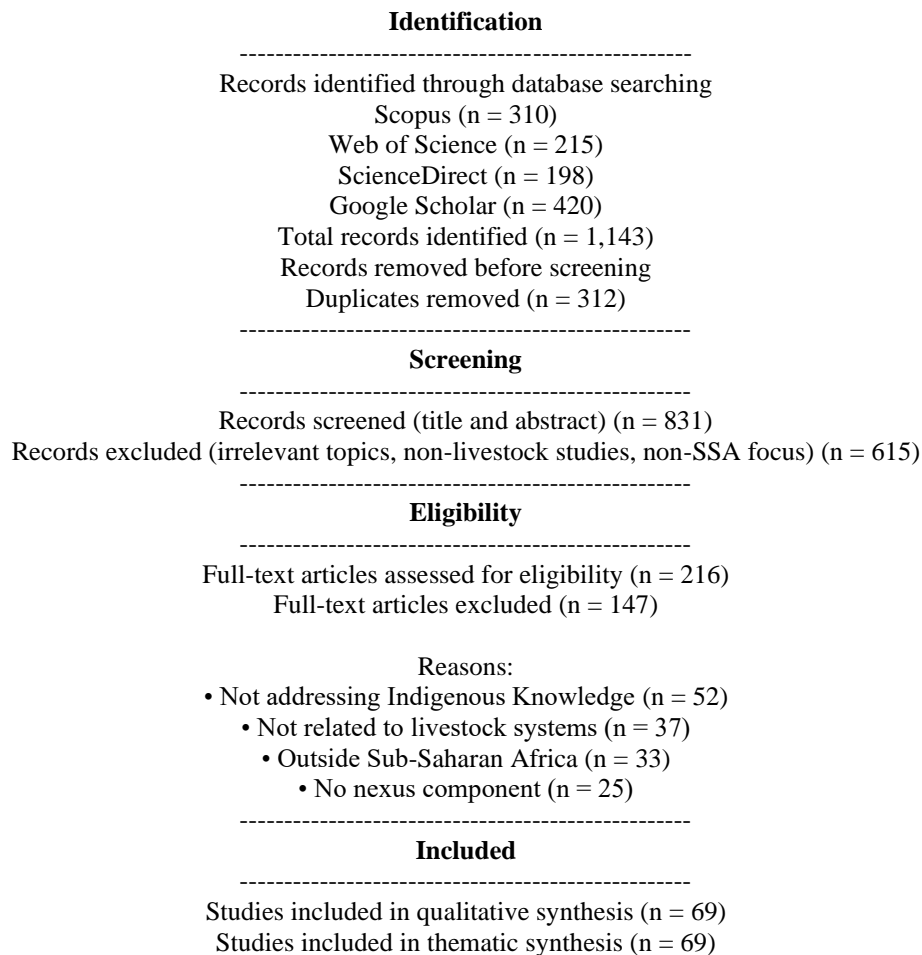 Identification
--------------------------------------------------
Records identified through database searching
Scopus (n = 310)
Web of Science (n = 215)
ScienceDirect (n = 198)
Google Scholar (n = 420)
Total records identified (n = 1,143)
Records removed before screening
Duplicates removed (n = 312)
--------------------------------------------------
Screening
--------------------------------------------------
Records screened (title and abstract) (n = 831)
Records excluded (irrelevant topics, non-livestock studies, non-SSA focus) (n = 615)
--------------------------------------------------
Eligibility
--------------------------------------------------
Full-text articles assessed for eligibility (n = 216)
Full-text articles excluded (n = 147)
Reasons:
• Not addressing Indigenous Knowledge (n = 52)
• Not related to livestock systems (n = 37)
• Outside Sub-Saharan Africa (n = 33)
• No nexus component (n = 25)
--------------------------------------------------
Included
--------------------------------------------------
Studies included in qualitative synthesis (n = 69)
Studies included in thematic synthesis (n = 69)